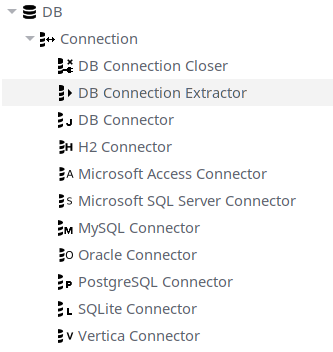 DB
Connection
DB Connection Closer
DB Connection Extractor
DB Connector
H2 Connector
Microsoft Access Connector
Microsoft SQL Server Connector
MySQL Connector
Oracle Connector
PostgreSQL Connector
SQLite Connector
Vertica Connector